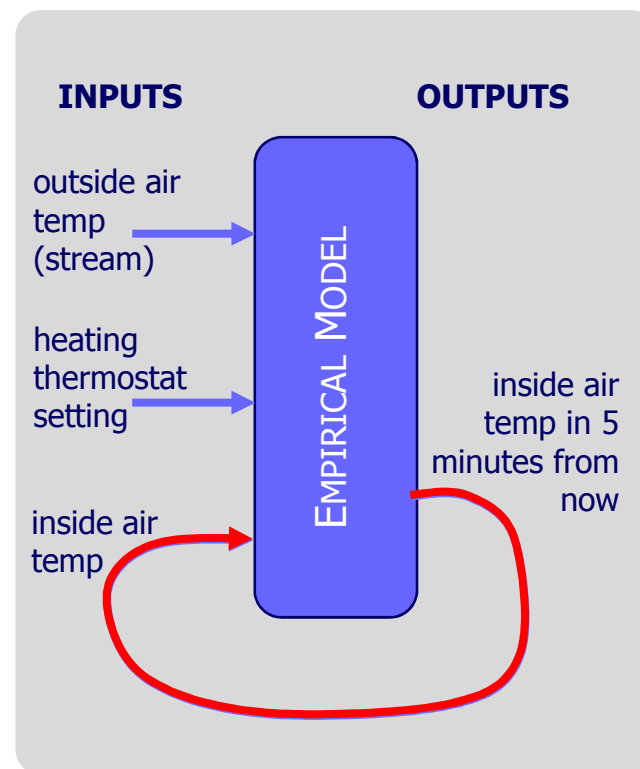 INPUTS
OUTPUTS
outside air
temp
(stream)
heating
thermostat
setting
inside air
temp
EMPIRICAL MODEL
inside air
temp in 5
minutes from
now